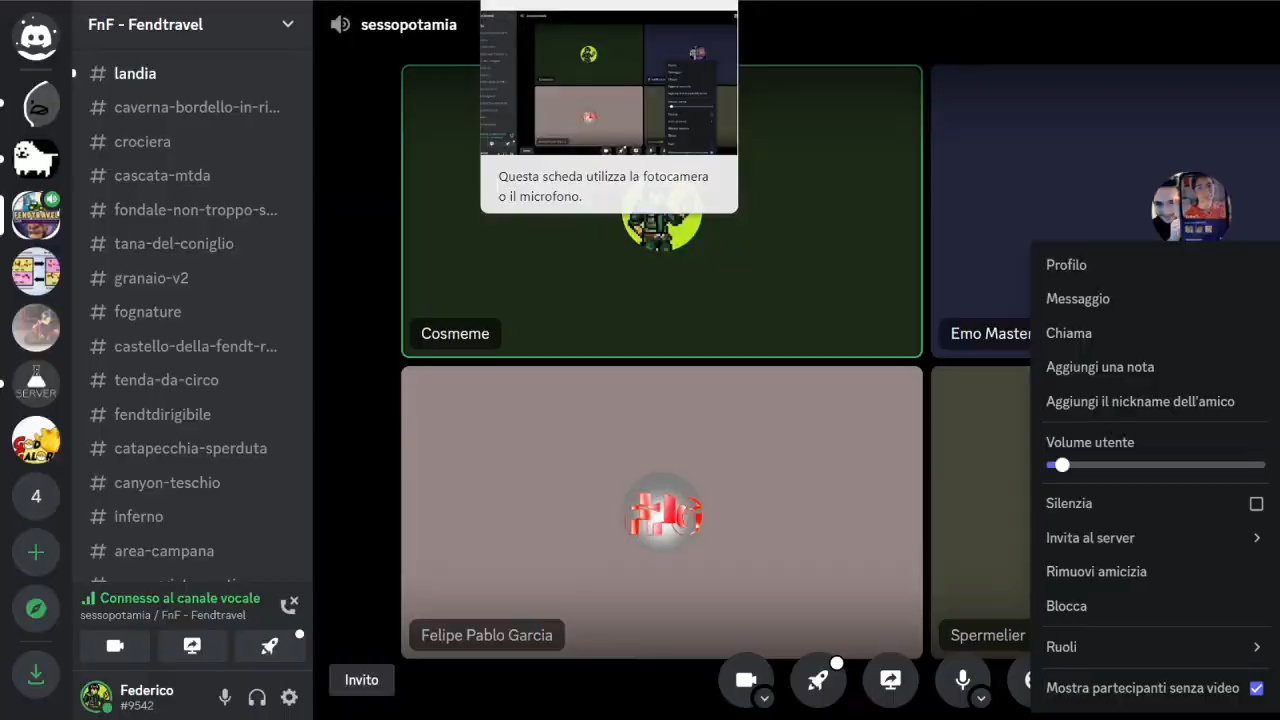 FnF - Fendtravel
landia
caverna-bordello-in-ri...
crociera
cascata-mtda
fondale-non-troppo-s...
tana-del-coniglio
granaio-v2
fognature
castello-della-fendt-r...
tenda-da-circo
fendtdirigibile
catapecchia-sperduta
canyon-teschio
inferno
area-campana
SERVER
4
Connesso al canale vocale
sessopotamia / FnF - Fendtravel
Federico
#9542
sessopotamia
Questa scheda utilizza la fotocamera
o il microfono.
Cosmeme
Emo Master
Felipe Pablo Garcia
Spermelier
Invito
Profilo
Messaggio
Chiama
Aggiungi una nota
Aggiungi il nickname dell'amico
Volume utente
Silenzia
Invita al server
Rimuovi amicizia
Blocca
Ruoli
Mostra partecipanti senza video